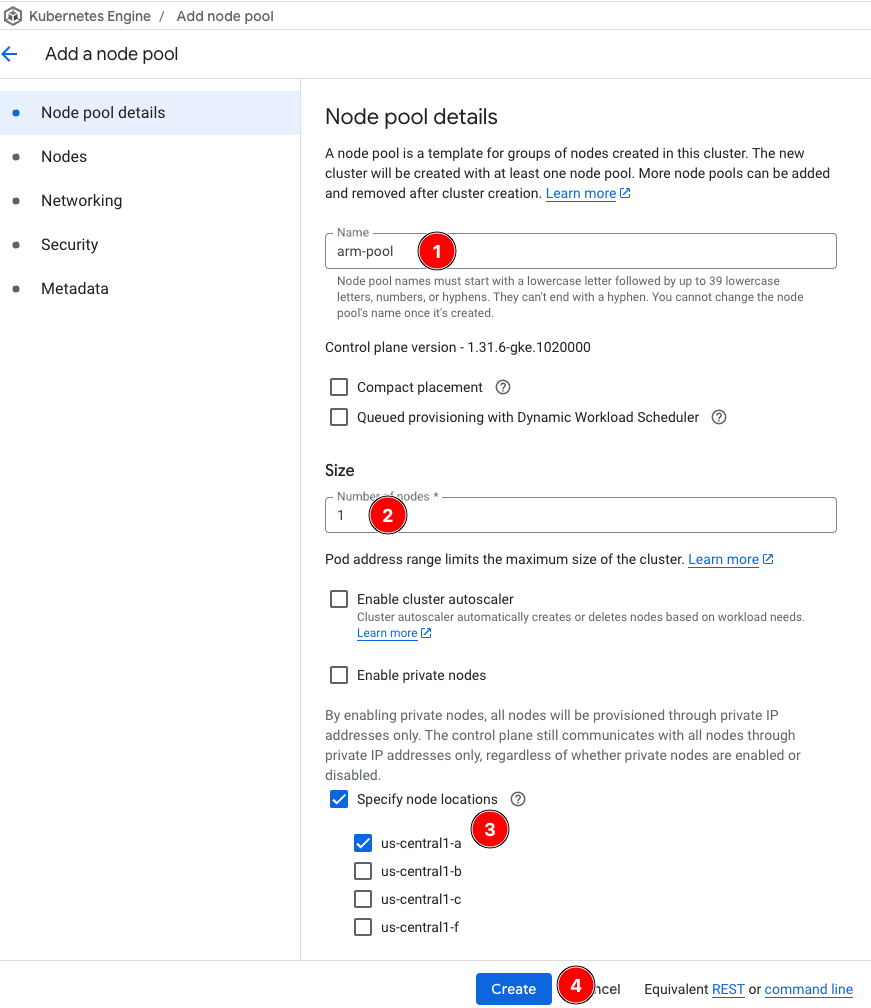 Kubernetes Engine / Add node pool
Add a node pool
Node pool details
Nodes
Networking
Security
Metadata
Node pool details
A node pool is a template for groups of nodes created in this cluster. The new
cluster will be created with at least one node pool. More node pools can be added
and removed after cluster creation. Learn more
Name
arm-pool
1
Node pool names must start with a lowercase letter followed by up to 39 lowercase
letters, numbers, or hyphens. They can't end with a hyphen. You cannot change the node
pool's name once it's created.
Control plane version - 1.31.6-gke.1020000
Compact placement ?
Queued provisioning with Dynamic Workload Scheduler ?
Size
Number of nodes *
1
2
Pod address range limits the maximum size of the cluster. Learn more
Enable cluster autoscaler
Cluster autoscaler automatically creates or deletes nodes based on workload needs.
Learn more
Enable private nodes
By enabling private nodes, all nodes will be provisioned through private IP
addresses only. The control plane still communicates with all nodes through
private IP addresses only, regardless of whether private nodes are enabled or
disabled.
Specify node locations ?
3
us-central1-a
us-central1-b
us-central1-c
us-central1-f
Create 4 ncel Equivalent REST or command line